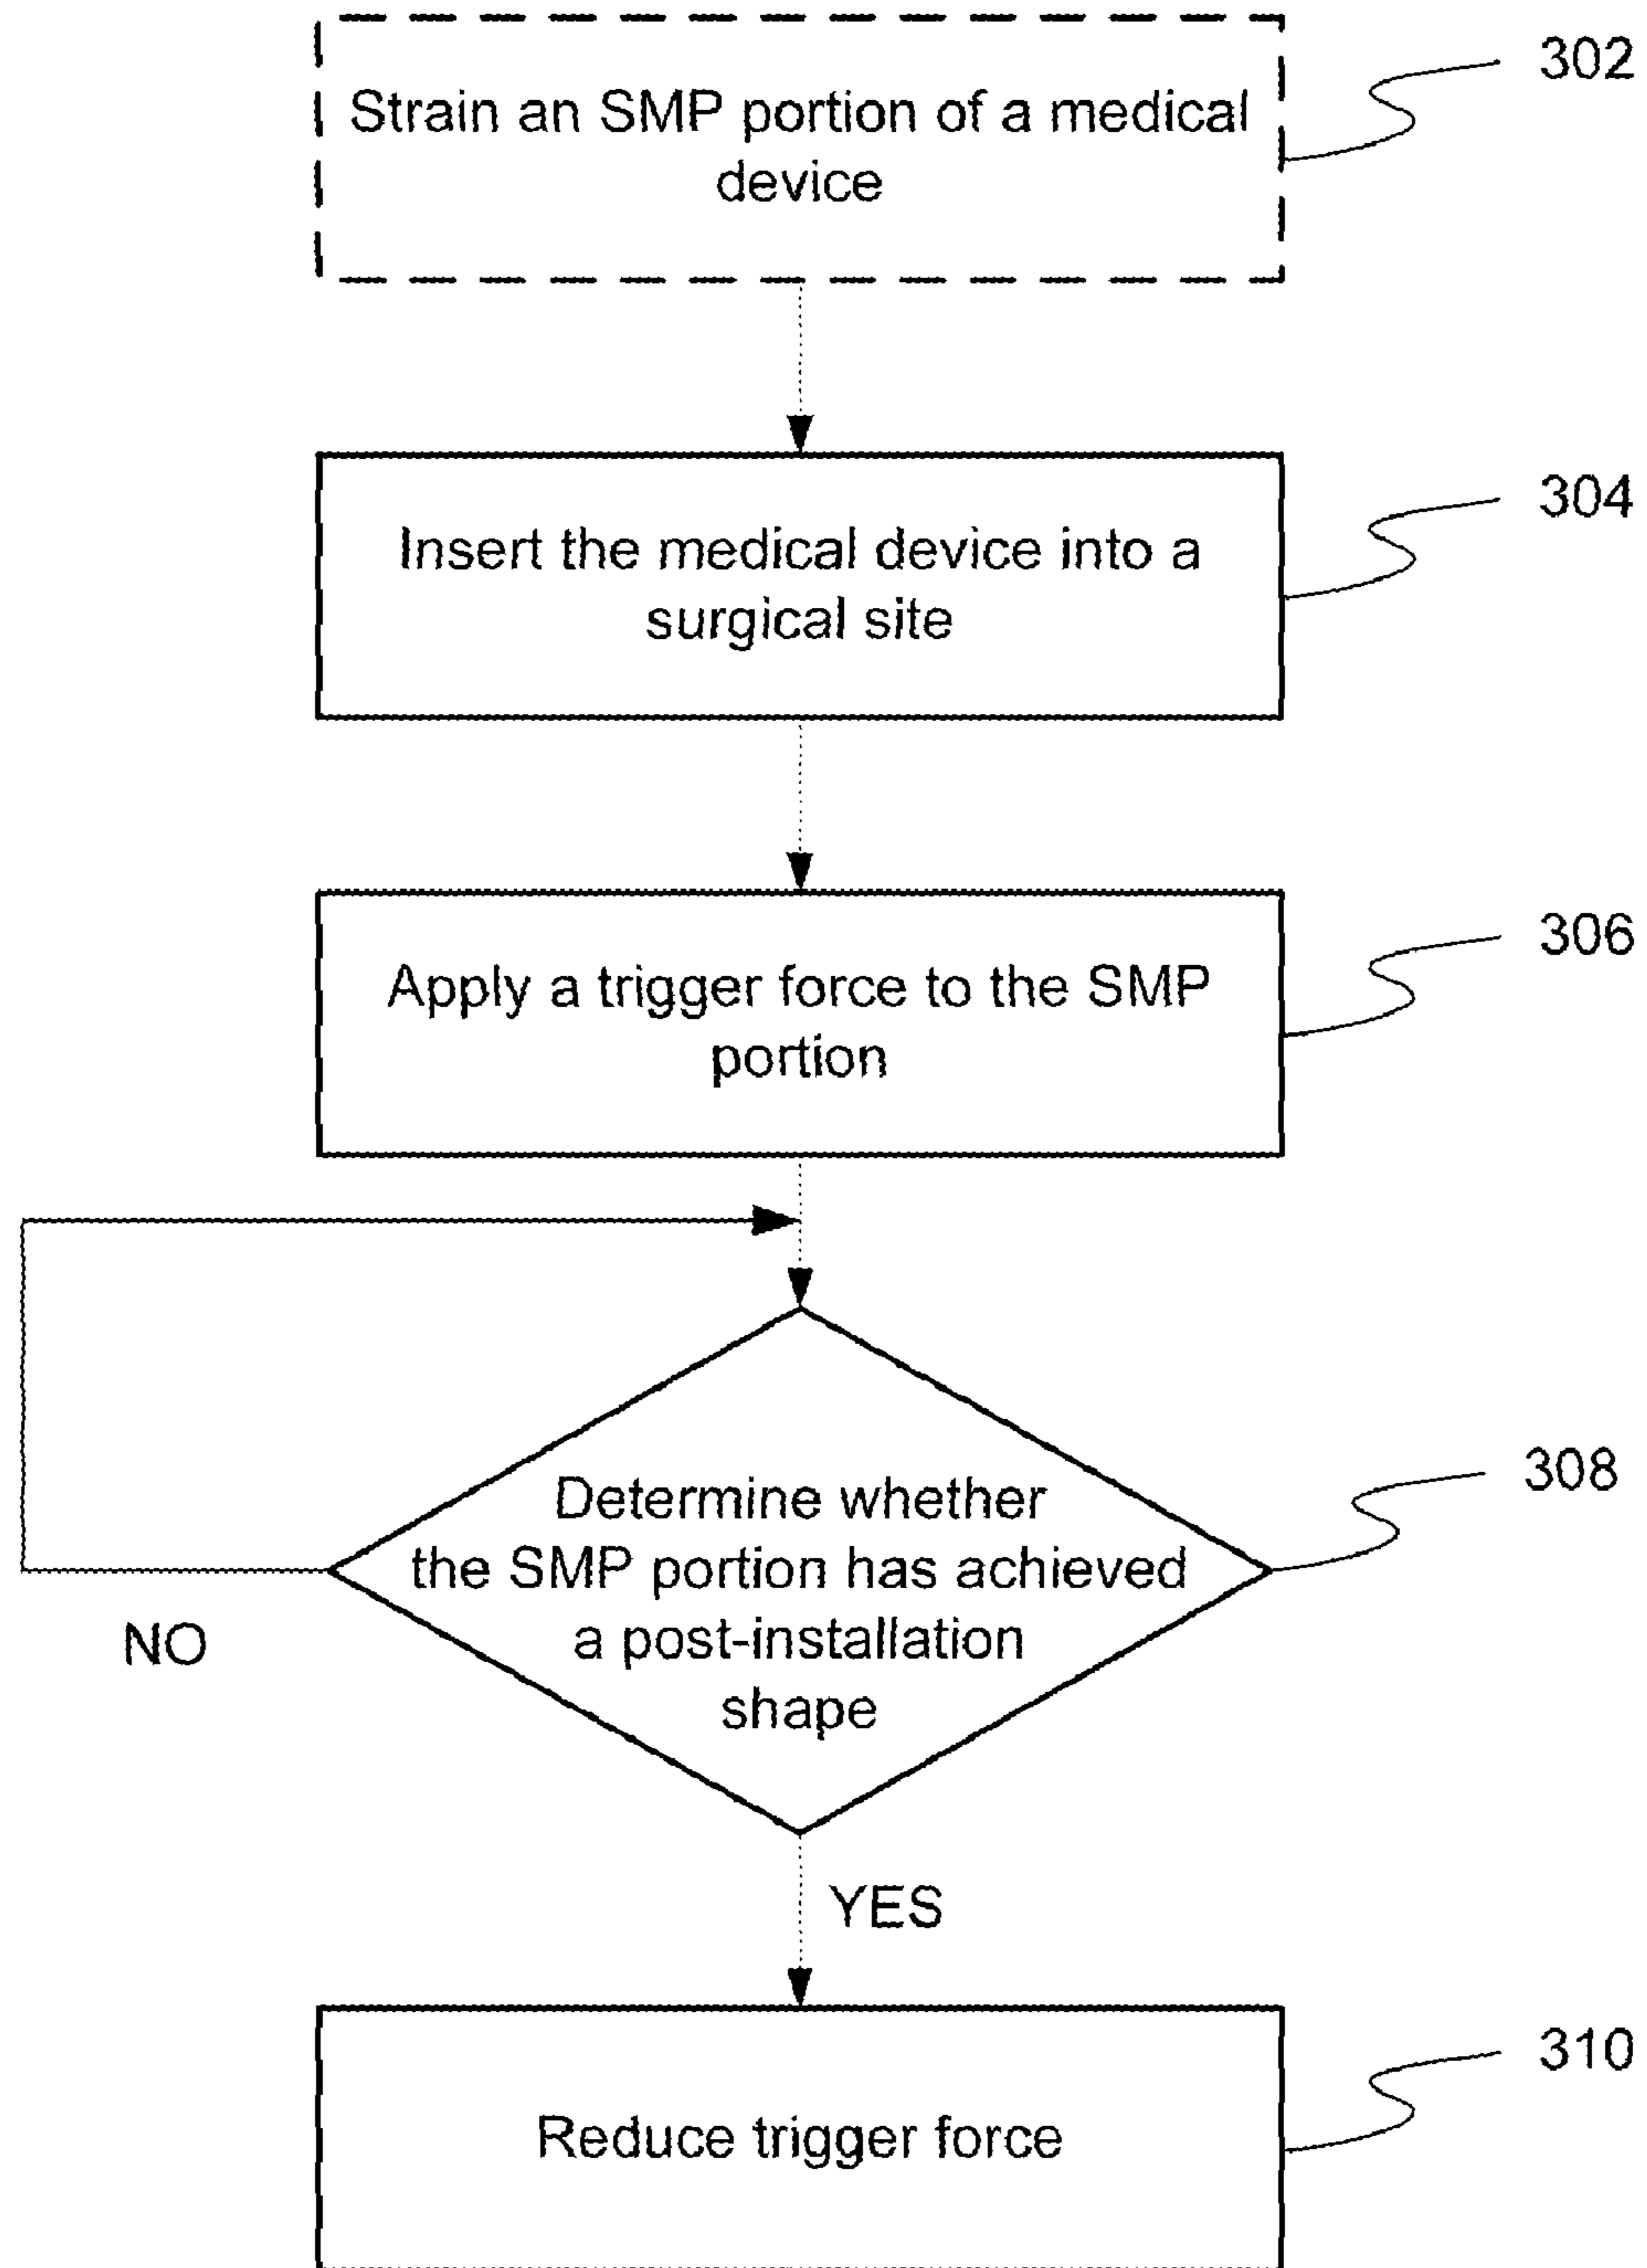 302
Strain an SMP portion of a medical
device
304
Insert the medical device into a
surgical site
306
Apply a trigger force to the SMP
portion
308
Determine whether
the SMP portion has achieved
a post-installation
shape
NO
YES
310
Reduce trigger force